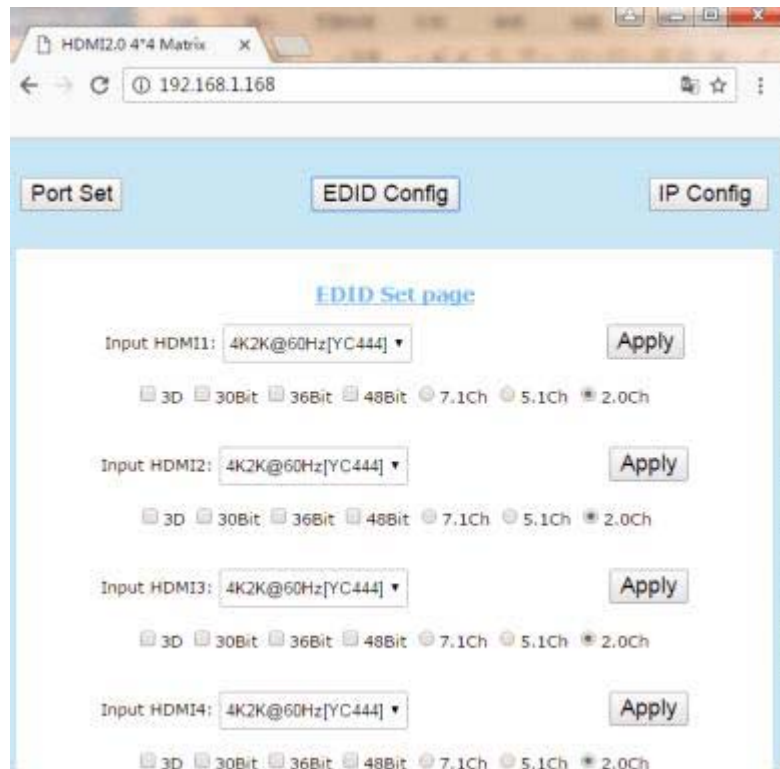 HDMI2.0 4*4 Matrix
192.168.1.168
Port Set EDID Config IP Config
EDID Set page
Input HDMI1: 4K2K@60Hz[YC444] Apply
3D 30Bit 36Bit 48Bit 7.1Ch 5.1Ch 2.0Ch
Input HDMI2: 4K2K@60Hz[YC444] Apply
3D 30Bit 36Bit 48Bit 7.1Ch 5.1Ch 2.0Ch
Input HDMI3: 4K2K@60Hz[YC444] Apply
3D 30Bit 36Bit 48Bit 7.1Ch 5.1Ch 2.0Ch
Input HDMI4: 4K2K@60Hz[YC444] Apply
3D 30Bit 36Bit 48Bit 7.1Ch 5.1Ch 2.0Ch